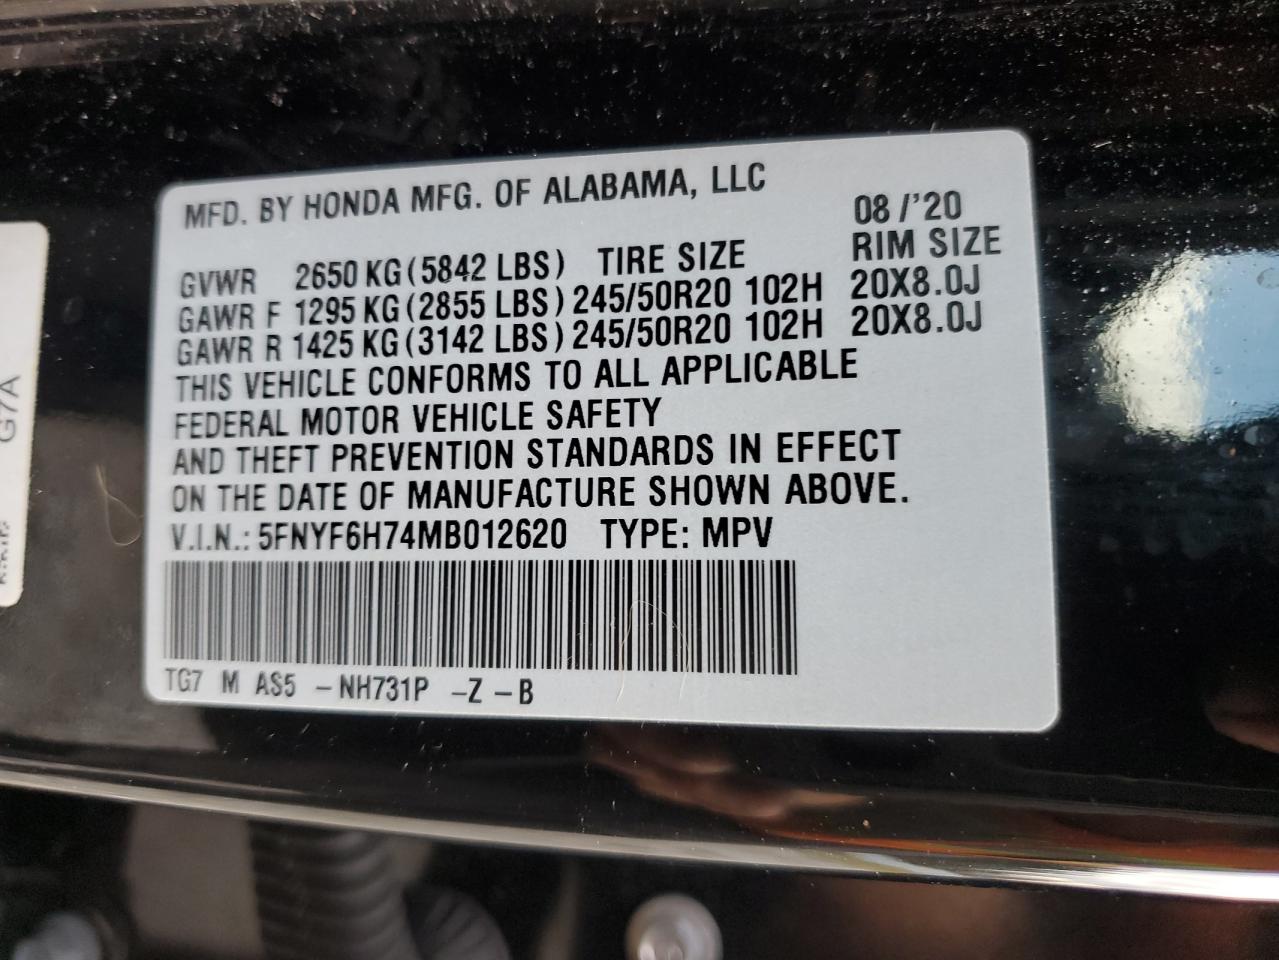 MFD. BY HONDA MFG. OF ALABAMA, LLC
08 /'20
GVWR 2650 KG (5842 LBS) TIRE SIZE RIM SIZE
GAWR F 1295 KG (2855 LBS) 245/50R20 102H 20X8.0J
GAWR R 1425 KG (3142 LBS) 245/50R20 102H 20X8.0J
THIS VEHICLE CONFORMS TO ALL APPLICABLE
FEDERAL MOTOR VEHICLE SAFETY
AND THEFT PREVENTION STANDARDS IN EFFECT
ON THE DATE OF MANUFACTURE SHOWN ABOVE.
V.I.N.: 5FNYF6H74MB012620 TYPE: MPV
TG7 M AS5 -NH731P -Z -B
G7A